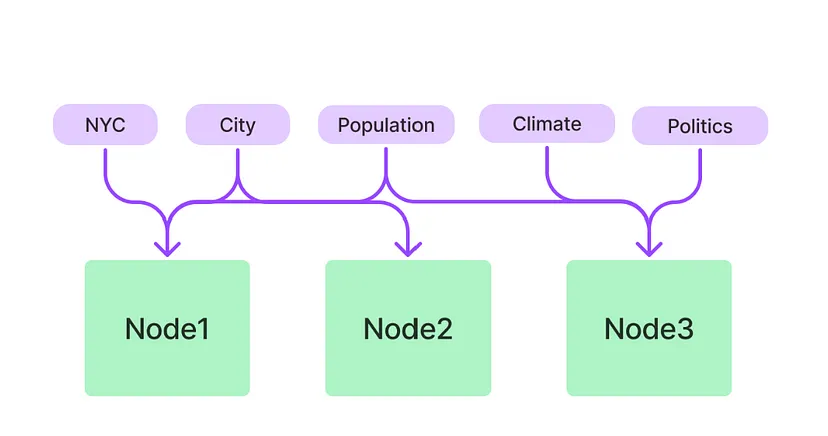 NYC
City
Population
Climate
Politics
Node1
Node2
Node3